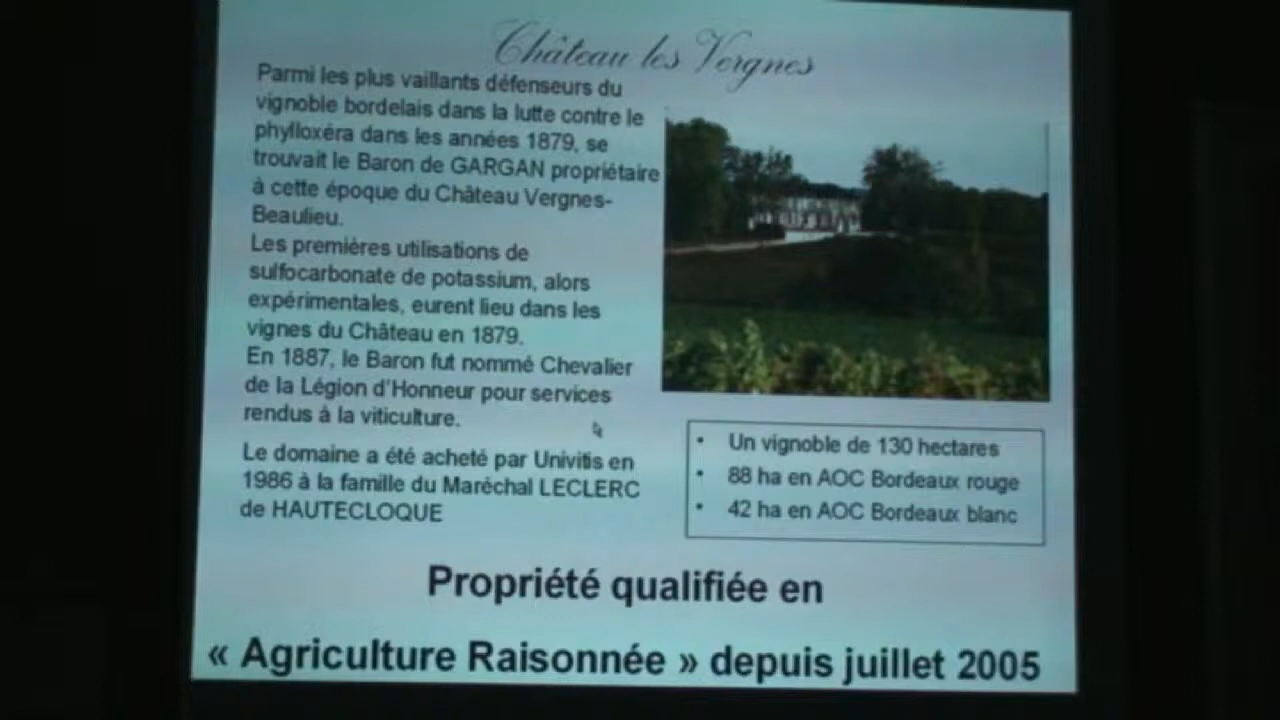 Château les Vergnes
Parmi les plus vaillants défenseurs du
vignoble bordelais dans la lutte contre le
phylloxéra dans les années 1879, se
trouvait le Baron de GARGAN propriétaire
à cette époque du Château Vergnes-
Beaulieu.
Les premières utilisations de
sulfocarbonate de potassium, alors
expérimentales, eurent lieu dans les
vignes du Château en 1879.
En 1887, le Baron fut nommé Chevalier
de la Légion d'Honneur pour services
rendus à la viticulture.
Le domaine a été acheté par Univitis en
1986 à la famille du Maréchal LECLERC
de HAUTECLOQUE
• Un vignoble de 130 hectares
• 88 ha en AOC Bordeaux rouge
• 42 ha en AOC Bordeaux blanc
Propriété qualifiée en
« Agriculture Raisonnée » depuis juillet 2005